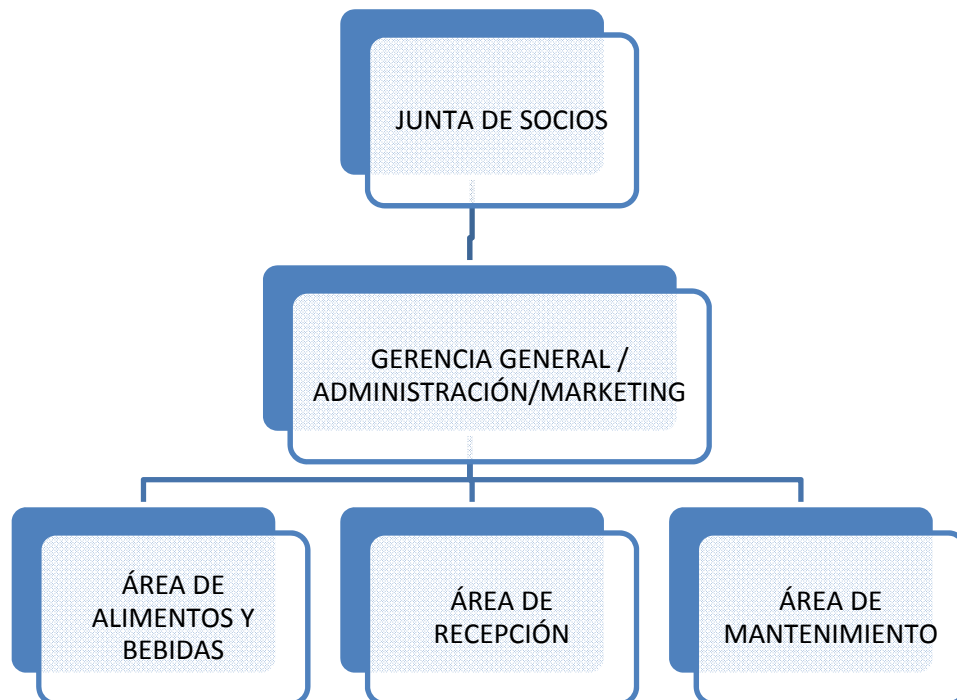 JUNTA DE SOCIOS
GERENCIA GENERAL /
ADMINISTRACIÓN/MARKETING
ÁREA DE
ALIMENTOS Y
BEBIDAS
ÁREA DE
RECEPCIÓN
ÁREA DE
MANTENIMIENTO